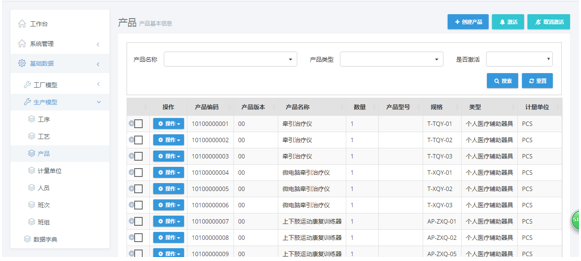 工作台
系统管理
基础数据
工厂模型
生产模型
工序
工艺
产品
计量单位
人员
班次
班组
数据字典
产品 产品基本信息
+ 创建产品 激活 取消激活
产品名称 产品类型 是否激活
搜索 重置
操作 产品编码 产品版本 产品名称 数量 产品型号 规格 类型 计量单位
操作 10100000001 00 牵引治疗仪 1 T-TQY-01 个人医疗辅助器具 PCS
操作 10100000002 00 牵引治疗仪 1 T-TQY-02 个人医疗辅助器具 PCS
操作 10100000003 00 牵引治疗仪 1 T-TQY-03 个人医疗辅助器具 PCS
操作 10100000004 00 微电脑牵引治疗仪 1 T-XQY-01 个人医疗辅助器具 PCS
操作 10100000005 00 微电脑牵引治疗仪 1 T-XQY-02 个人医疗辅助器具 PCS
操作 10100000006 00 微电脑牵引治疗仪 1 T-XQY-03 个人医疗辅助器具 PCS
操作 10100000007 00 上下肢运动康复训练器 1 AP-ZXQ-01 个人医疗辅助器具 PCS
操作 10100000008 00 上下肢运动康复训练器 1 AP-ZXQ-02 个人医疗辅助器具 PCS
操作 10100000009 00 上下肢运动康复训练器 1 AP-ZXQ-05 个人医疗辅助器具 PCS